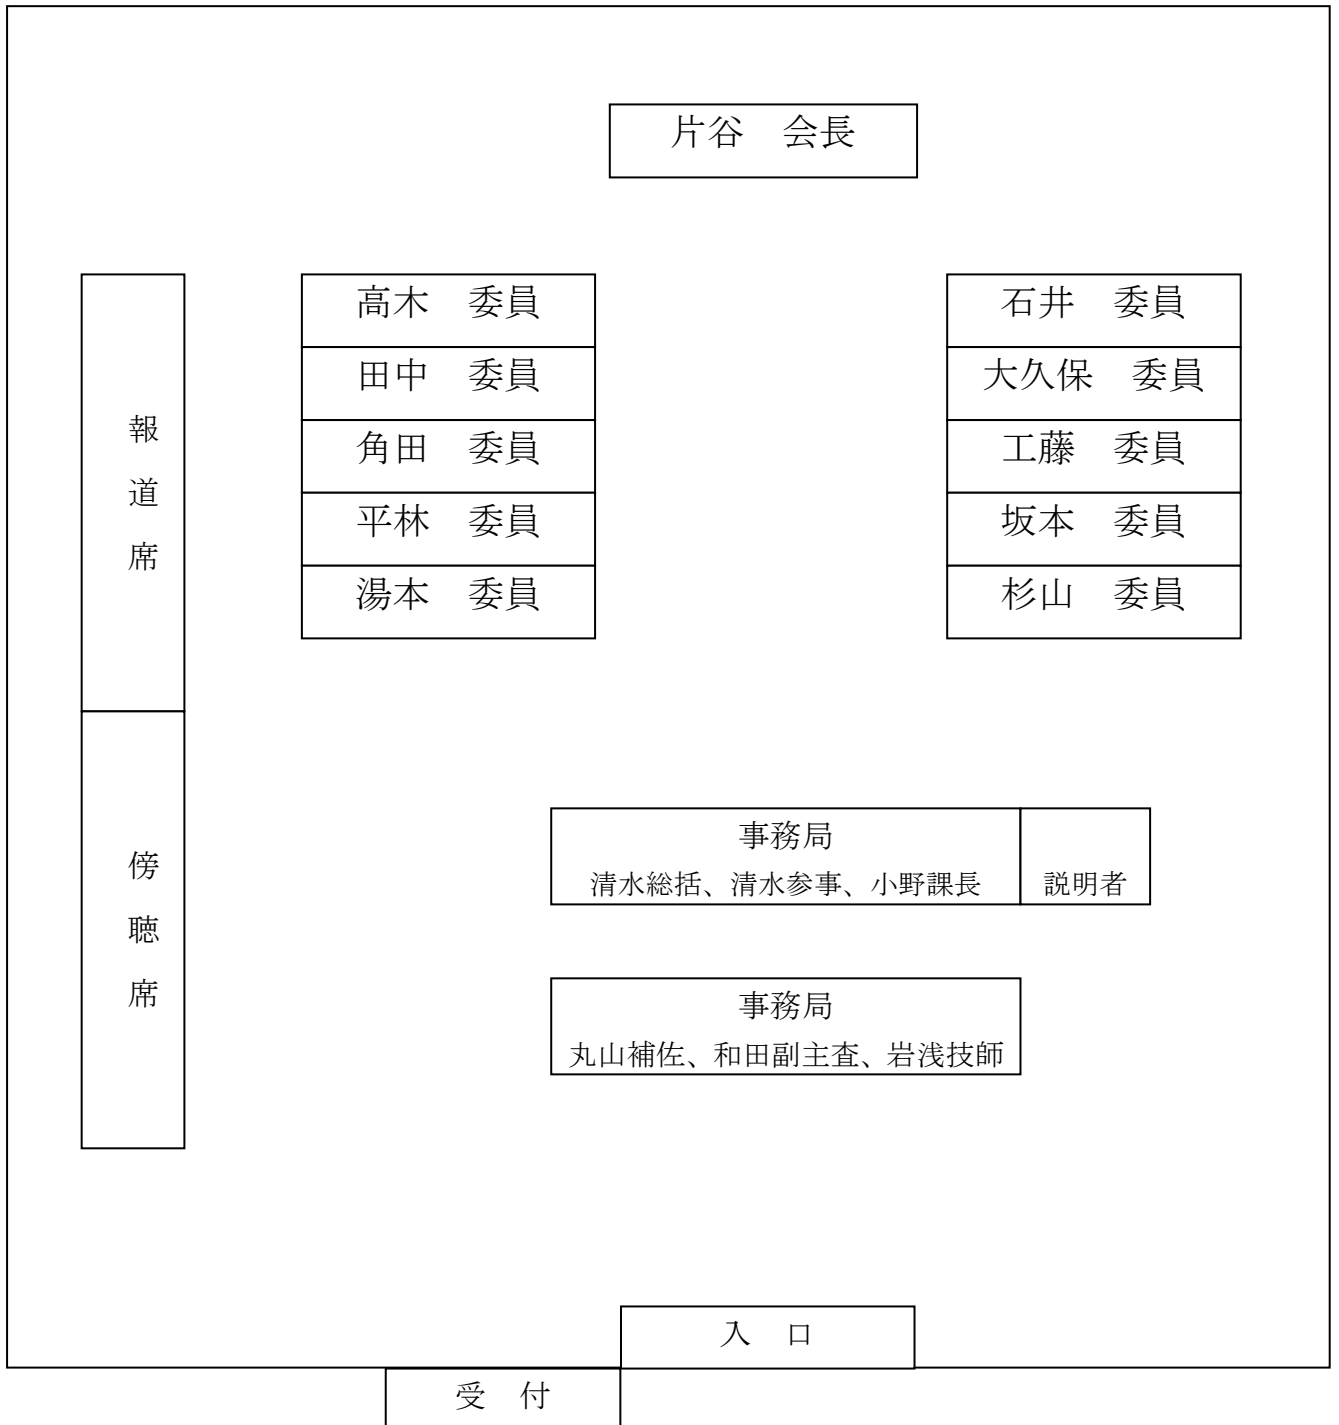 片谷　会長
高木　委員
田中　委員
角田　委員
平林　委員
湯本　委員
石井　委員
大久保　委員
工藤　委員
坂本　委員
杉山　委員
報道席
傍聴席
事務局
清水総括、清水参事、小野課長
説明者
事務局
丸山補佐、和田副主査、岩浅技師
入　口
受　付